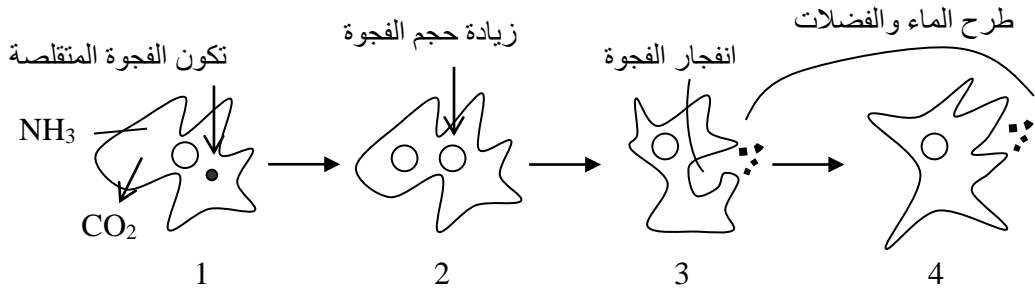 طرح الماء والفضلات
زيادة حجم الفجوة
انفجار الفجوة
تكون الفجوة المتقلصة
NH₃
CO₂
1
2
3
4